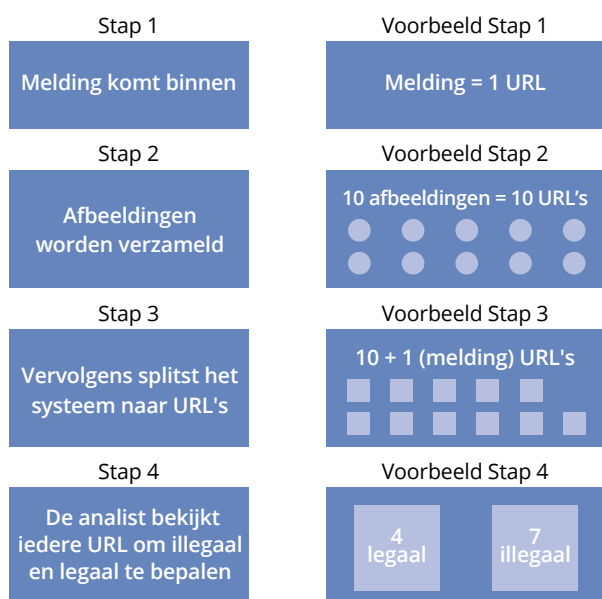 Stap 1
Voorbeeld Stap 1
Melding komt binnen
Melding = 1 URL
Stap 2
Voorbeeld Stap 2
Afbeeldingen
worden verzameld
10 afbeeldingen = 10 URL’s
Stap 3
Voorbeeld Stap 3
Vervolgens splitst het
systeem naar URL's
10 + 1 (melding) URL's
Stap 4
Voorbeeld Stap 4
De analist bekijkt
iedere URL om illegaal
en legaal te bepalen
4
legaal
7
illegaal